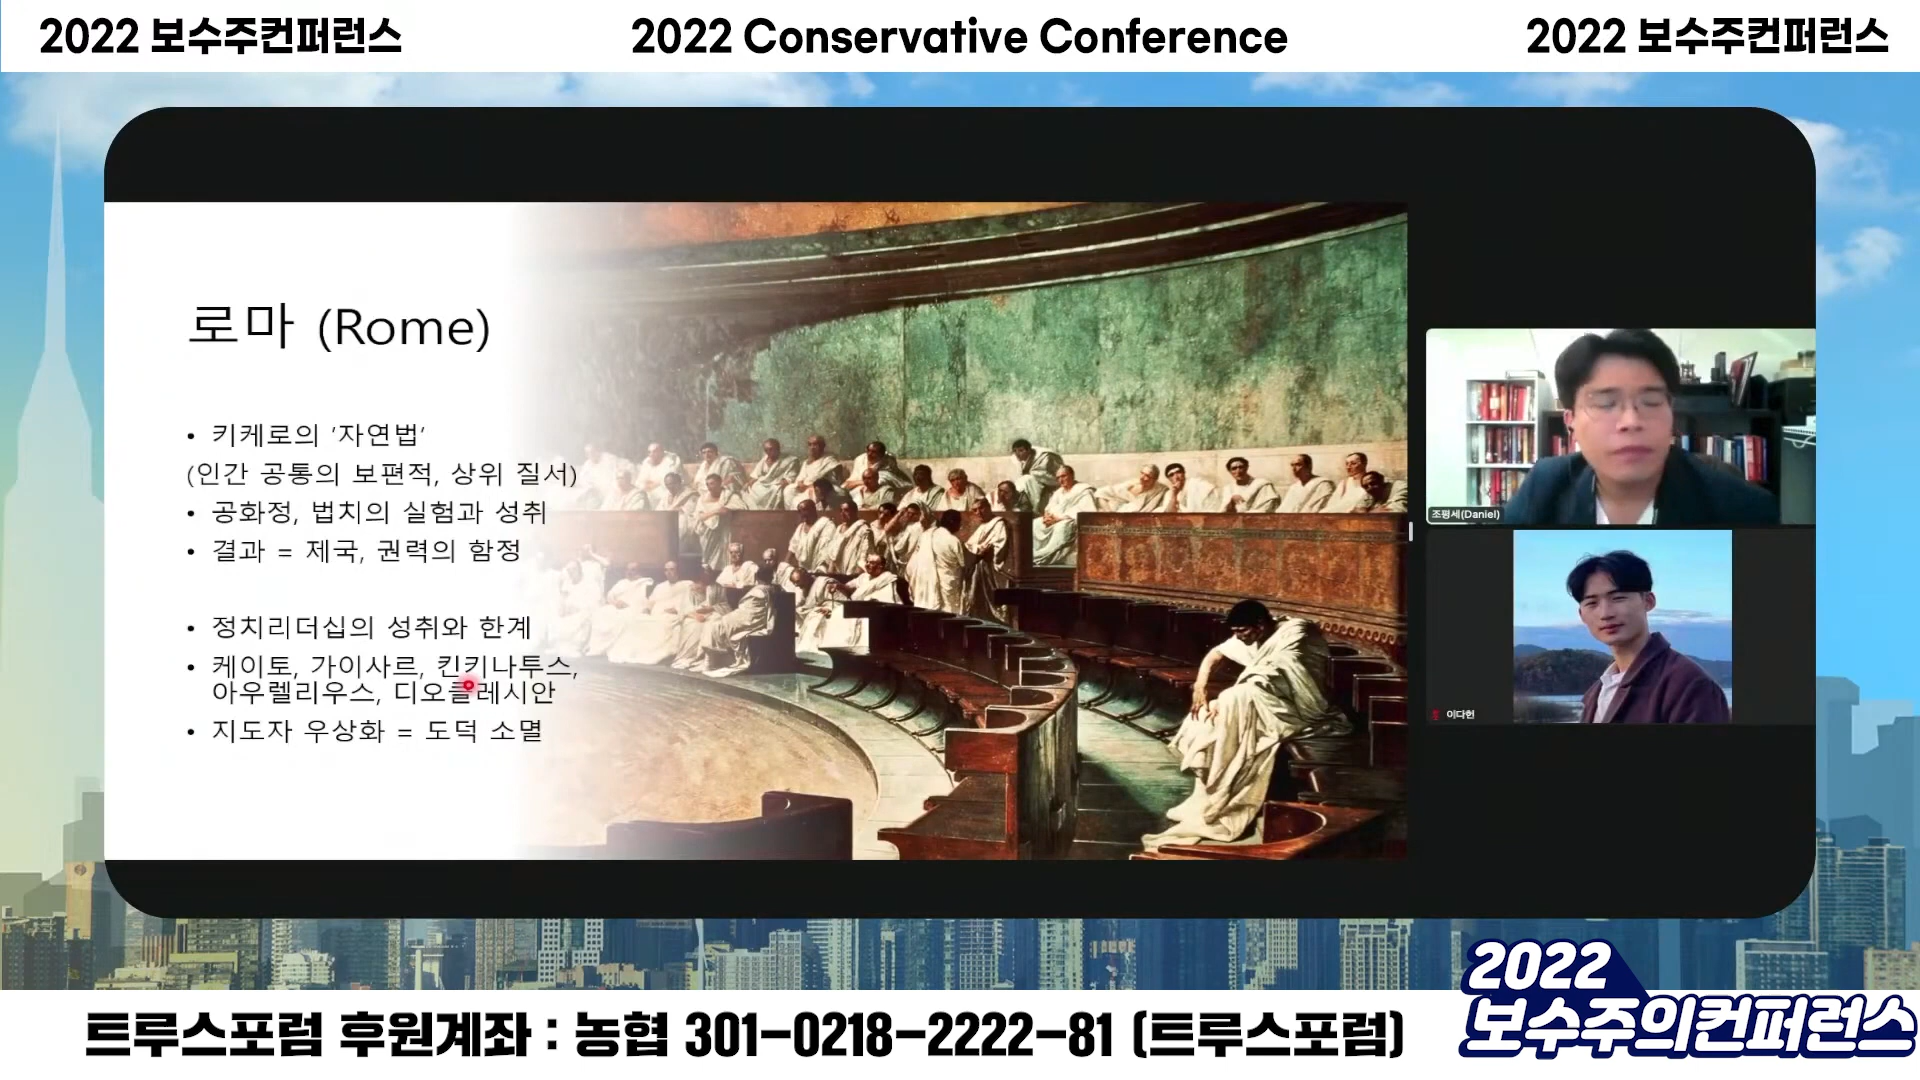 2022 보수주컨퍼런스
2022 Conservative Conference
2022 보수주컨퍼런스
로마 (Rome)
• 키케로의 '자연법'
(인간 공통의 보편적, 상위 질서)
• 공화정, 법치의 실험과 성취
• 결과 = 제국, 권력의 함정
• 정치리더십의 성취와 한계
• 케이토, 가이사르, 킨키나투스,
아우렐리우스, 디오클레시안
• 지도자 우상화 = 도덕 소멸
조평세(Daniel)
이다헌
트루스포럼 후원계좌 : 농협 301-0218-2222-81 (트루스포럼)
2022
보수주의컨퍼런스